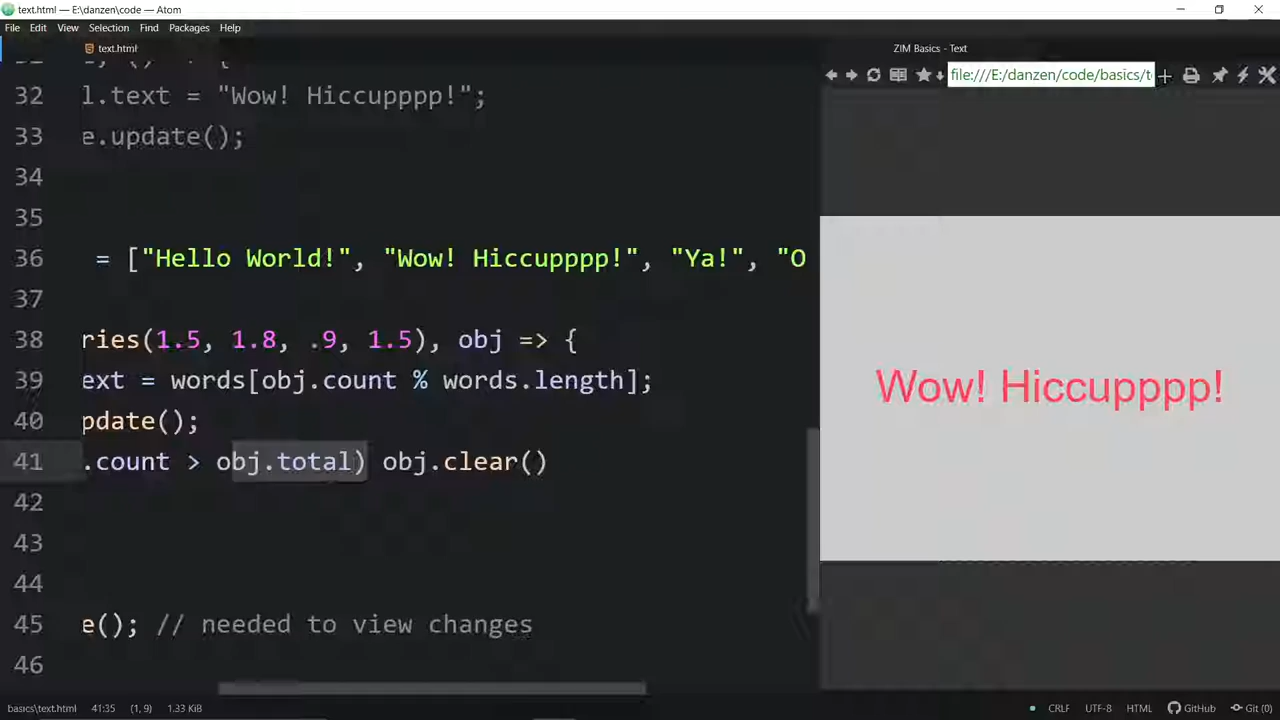 text.html — E:\danzen\code — Atom
File Edit View Selection Find Packages Help
text.html
ZIM Basics - Text
file:///E:/danzen/code/basics/t
32 l.text = "Wow! Hiccupppp!";
33 e.update();
34
35
36 = ["Hello World!", "Wow! Hiccupppp!", "Ya!", "O
37
38 ries(1.5, 1.8, .9, 1.5), obj => {
39 ext = words[obj.count % words.length];
40 pdate();
41 .count > obj.total) obj.clear()
42
43
44
45 e(); // needed to view changes
46
Wow! Hiccupppp!
basics\text.html 41:35 (1, 9) 1.33 KiB CRLF UTF-8 HTML GitHub Git (0)